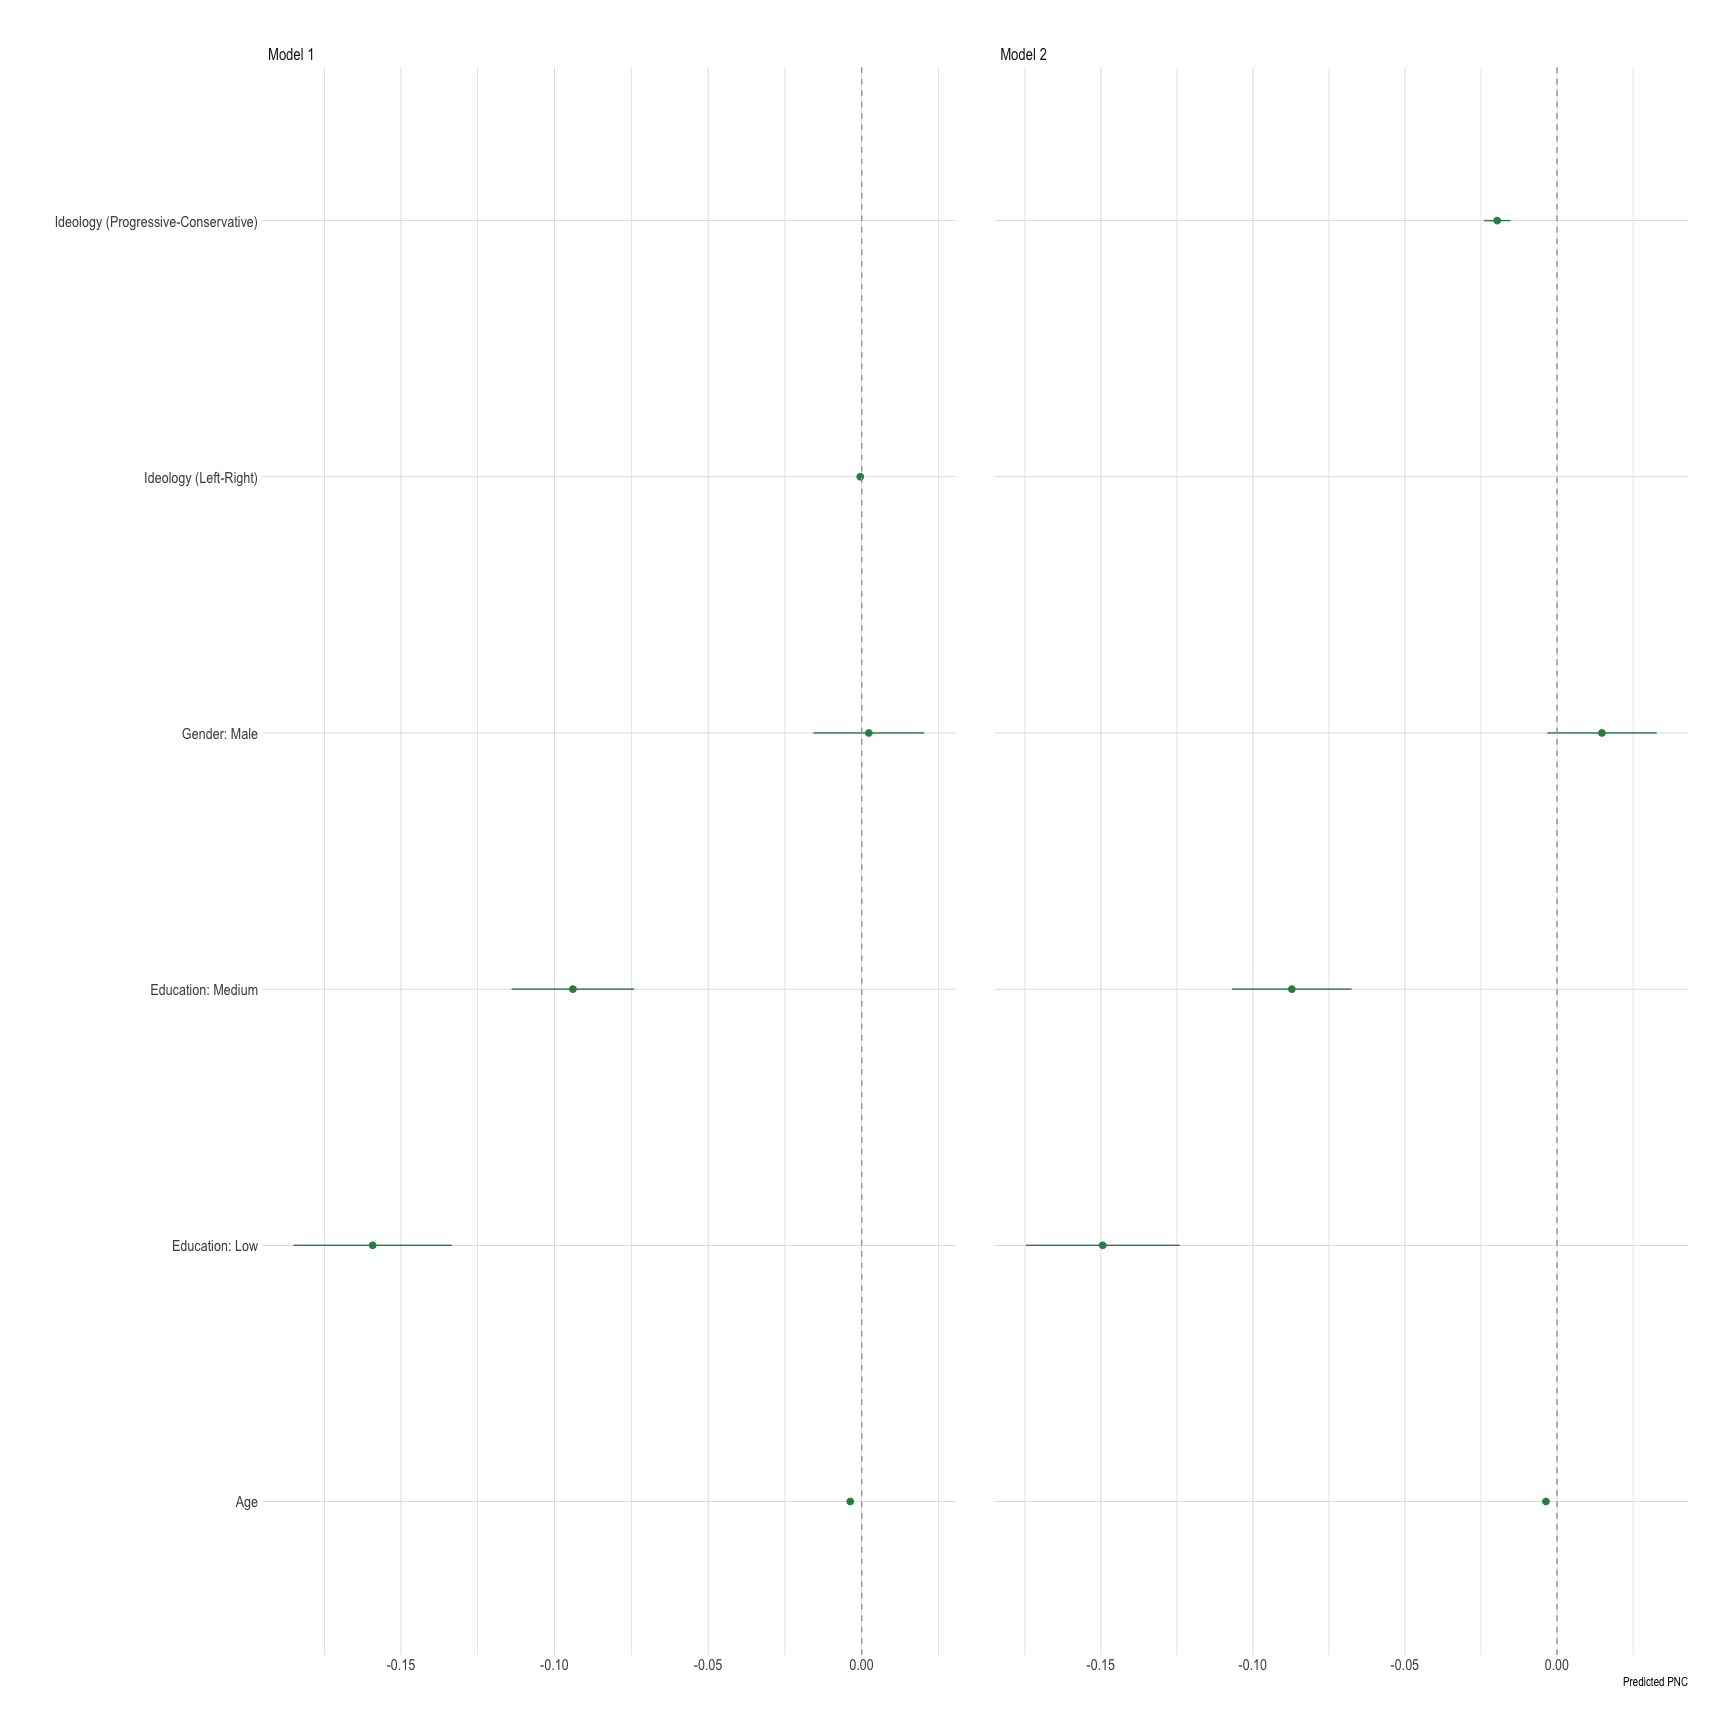 Model 1
Model 2
Ideology (Progressive-Conservative)
Ideology (Left-Right)
Gender: Male
Education: Medium
Education: Low
Age
-0.15 -0.10 -0.05 0.00
-0.15 -0.10 -0.05 0.00
Predicted PNC